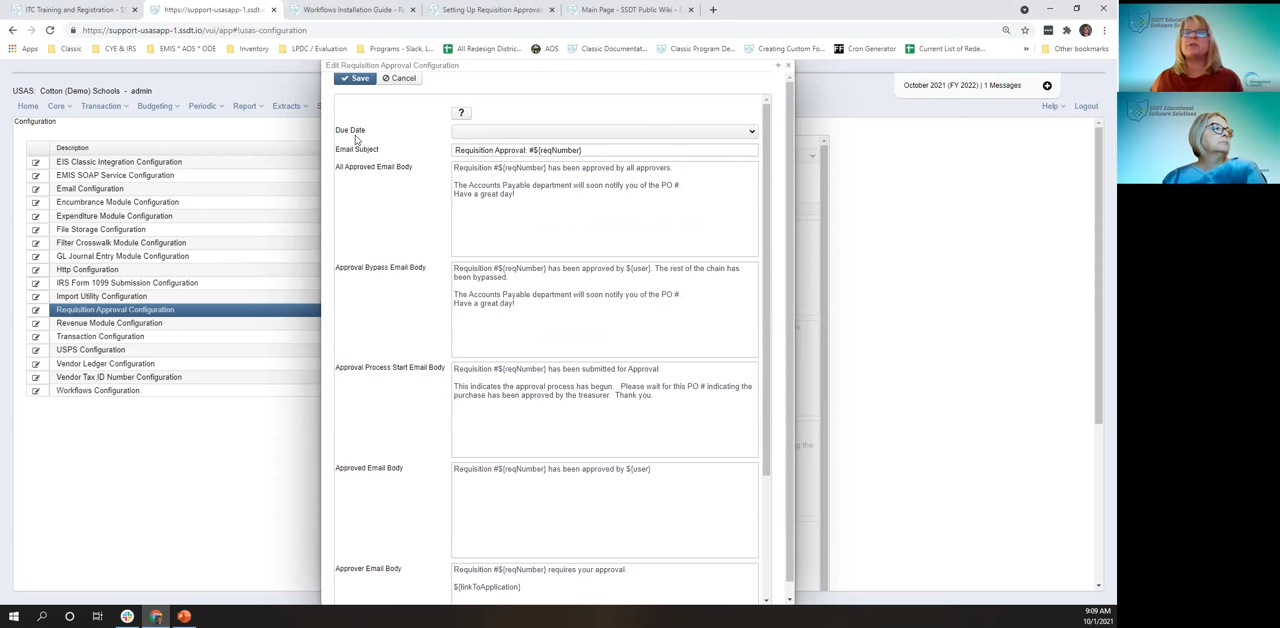 ITC Training and Registration - S
https://support-usasapp-1.ssdt.io
Workflows Installation Guide - Re
Setting Up Requisition Approval
Main Page - SSDT Public Wiki - S
https://support-usasapp-1.ssdt.io/vui/app#!usas-configuration
Apps
Classic
CYE & IRS
EMIS * AOS * ODE
Inventory
LPDC / Evaluation
Programs - Slack, L
All Redesign Distric
AOS
Classic Documentat
Classic Program De
Creating Custom Fo
Cron Generator
Current List of Rede
Other bookmarks
USAS: Cotton (Demo) Schools - admin
October 2021 (FY 2022) | 1 Messages
Home
Core
Transaction
Budgeting
Periodic
Report
Extracts
S
Help
Logout
Configuration
Description
EIS Classic Integration Configuration
EMIS SOAP Service Configuration
Email Configuration
Encumbrance Module Configuration
Expenditure Module Configuration
File Storage Configuration
Filter Crosswalk Module Configuration
GL Journal Entry Module Configuration
Http Configuration
IRS Form 1099 Submission Configuration
Import Utility Configuration
Requisition Approval Configuration
Revenue Module Configuration
Transaction Configuration
USPS Configuration
Vendor Ledger Configuration
Vendor Tax ID Number Configuration
Workflows Configuration
Edit Requisition Approval Configuration
Save
Cancel
?
Due Date
Email Subject
Requisition Approval: #${reqNumber}
All Approved Email Body
Requisition #${reqNumber} has been approved by all approvers.
The Accounts Payable department will soon notify you of the PO #.
Have a great day!
Approval Bypass Email Body
Requisition #${reqNumber} has been approved by ${user}. The rest of the chain has
been bypassed.
The Accounts Payable department will soon notify you of the PO #.
Have a great day!
Approval Process Start Email Body
Requisition #${reqNumber} has been submitted for Approval.
This indicates the approval process has begun. Please wait for this PO # indicating the
purchase has been approved by the treasurer. Thank you.
Approved Email Body
Requisition #${reqNumber} has been approved by ${user}
Approver Email Body
Requisition #${reqNumber} requires your approval.
${linkToApplication}
ng the
9:09 AM
10/1/2021